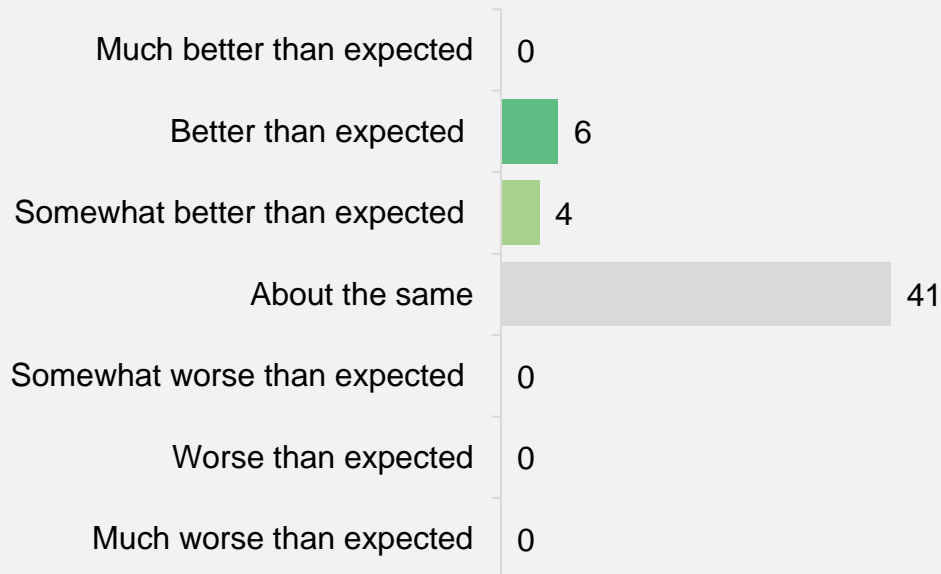 Much better than expected 0
Better than expected 6
Somewhat better than expected 4
About the same 41
Somewhat worse than expected 0
Worse than expected 0
Much worse than expected 0